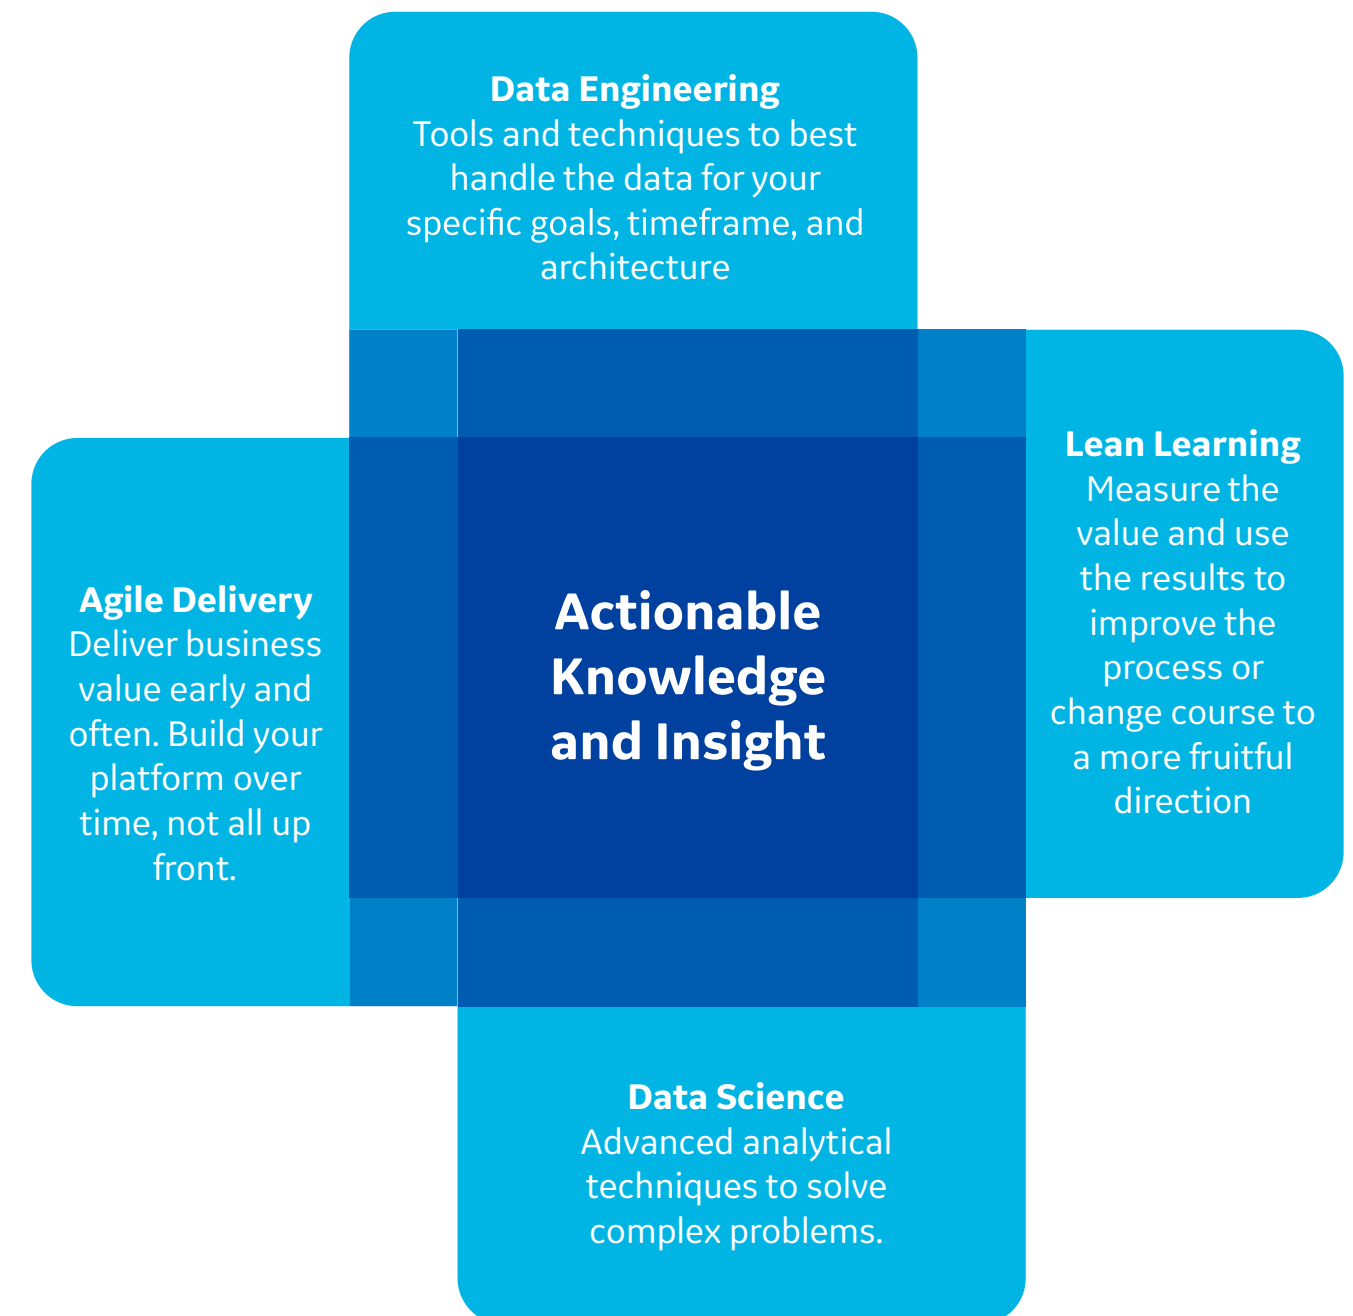 Data Engineering
Tools and techniques to best
handle the data for your
specific goals, timeframe, and
architecture
Agile Delivery
Deliver business
value early and
often. Build your
platform over
time, not all up
front.
Actionable
Knowledge
and Insight
Lean Learning
Measure the
value and use
the results to
improve the
process or
change course to
a more fruitful
direction
Data Science
Advanced analytical
techniques to solve
complex problems.